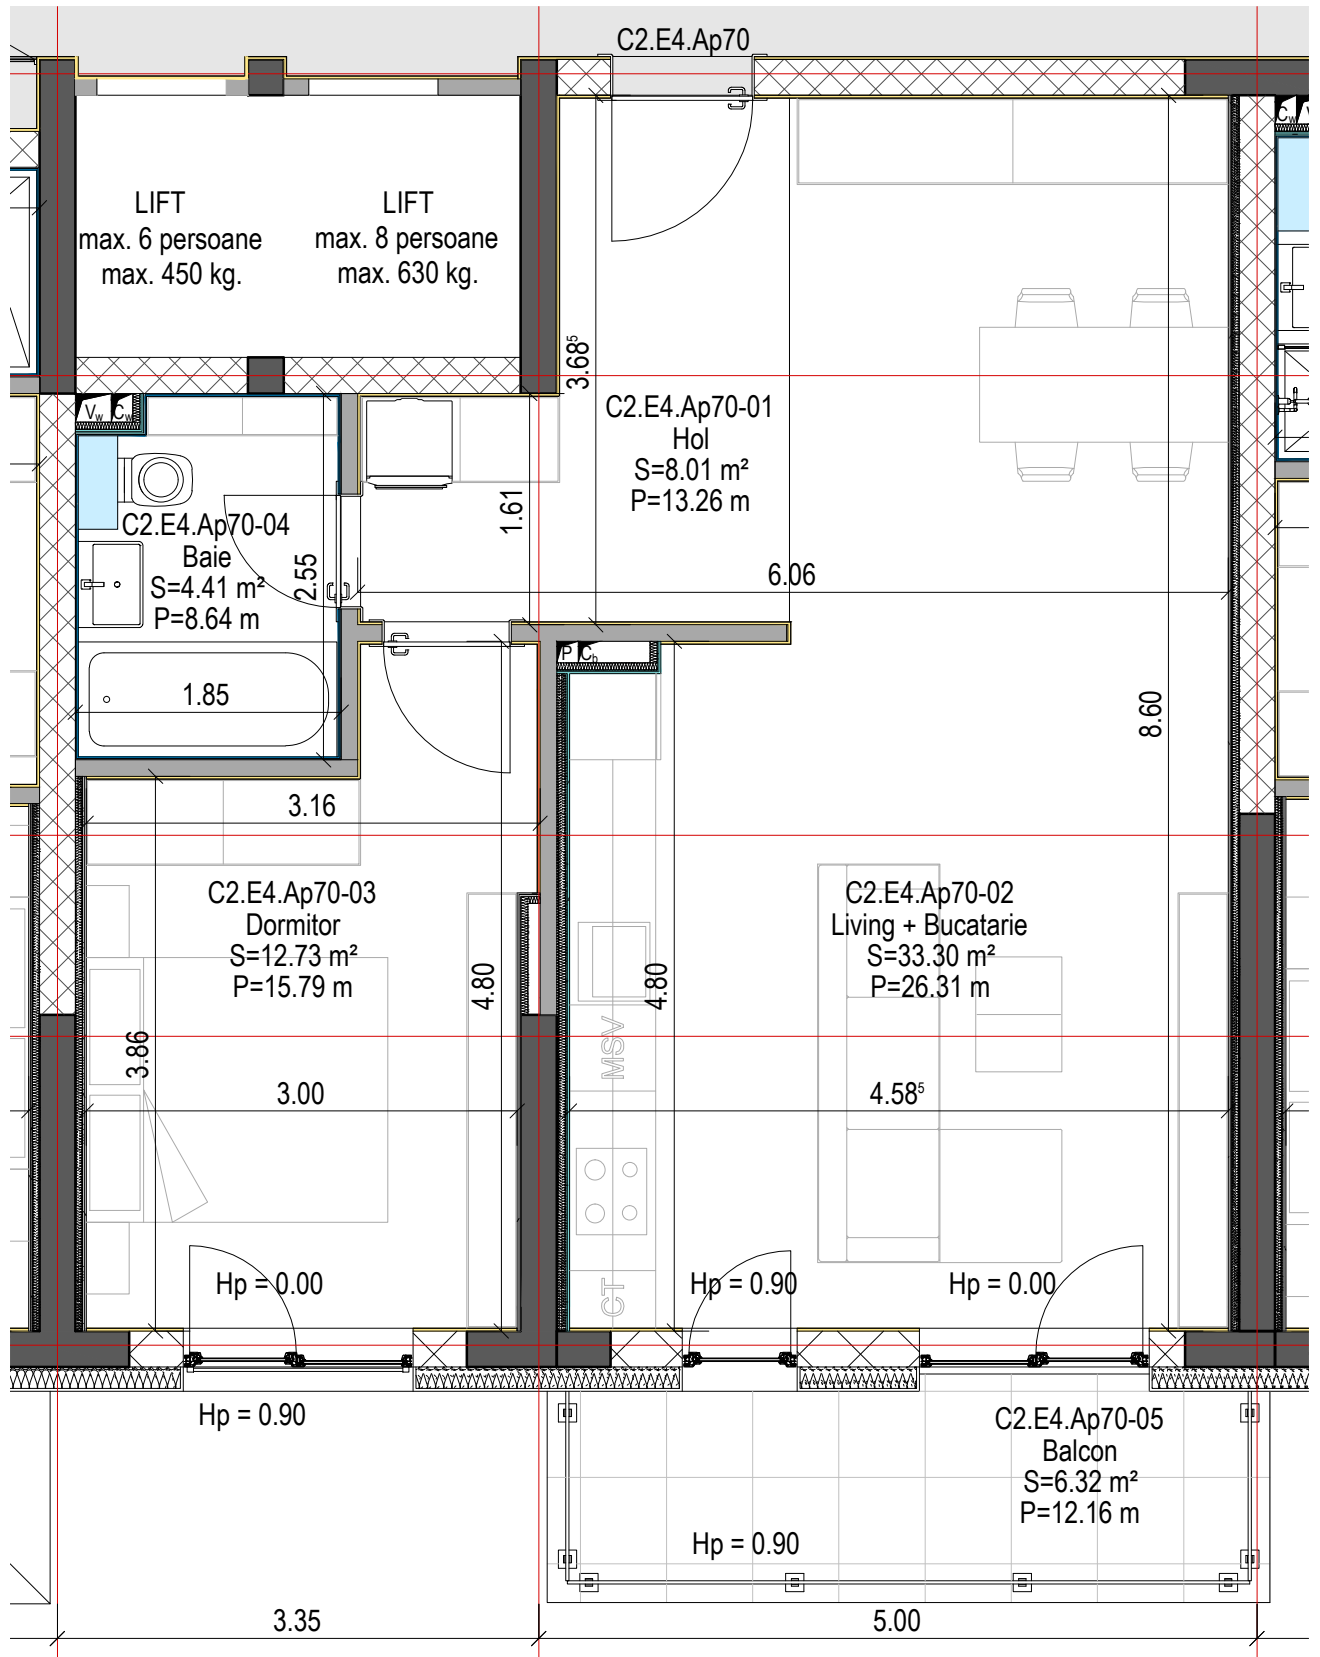 C2.E4.Ap70
LIFT
max. 6 persoane
max. 450 kg.
LIFT
max. 8 persoane
max. 630 kg.
3.68⁵
C2.E4.Ap70-01
Hol
S=8.01 m²
P=13.26 m
Vw
Cw
Cw
1.61
C2.E4.Ap70-04
Baie
S=4.41 m²
P=8.64 m
2.55
6.06
P
Cb
1.85
8.60
3.16
C2.E4.Ap70-03
Dormitor
S=12.73 m²
P=15.79 m
C2.E4.Ap70-02
Living + Bucatarie
S=33.30 m²
P=26.31 m
4.80
4.80
3.86
MSV
3.00
4.58⁵
Hp = 0.00
Hp = 0.90
Hp = 0.00
CT
Hp = 0.90
C2.E4.Ap70-05
Balcon
S=6.32 m²
P=12.16 m
Hp = 0.90
3.35
5.00